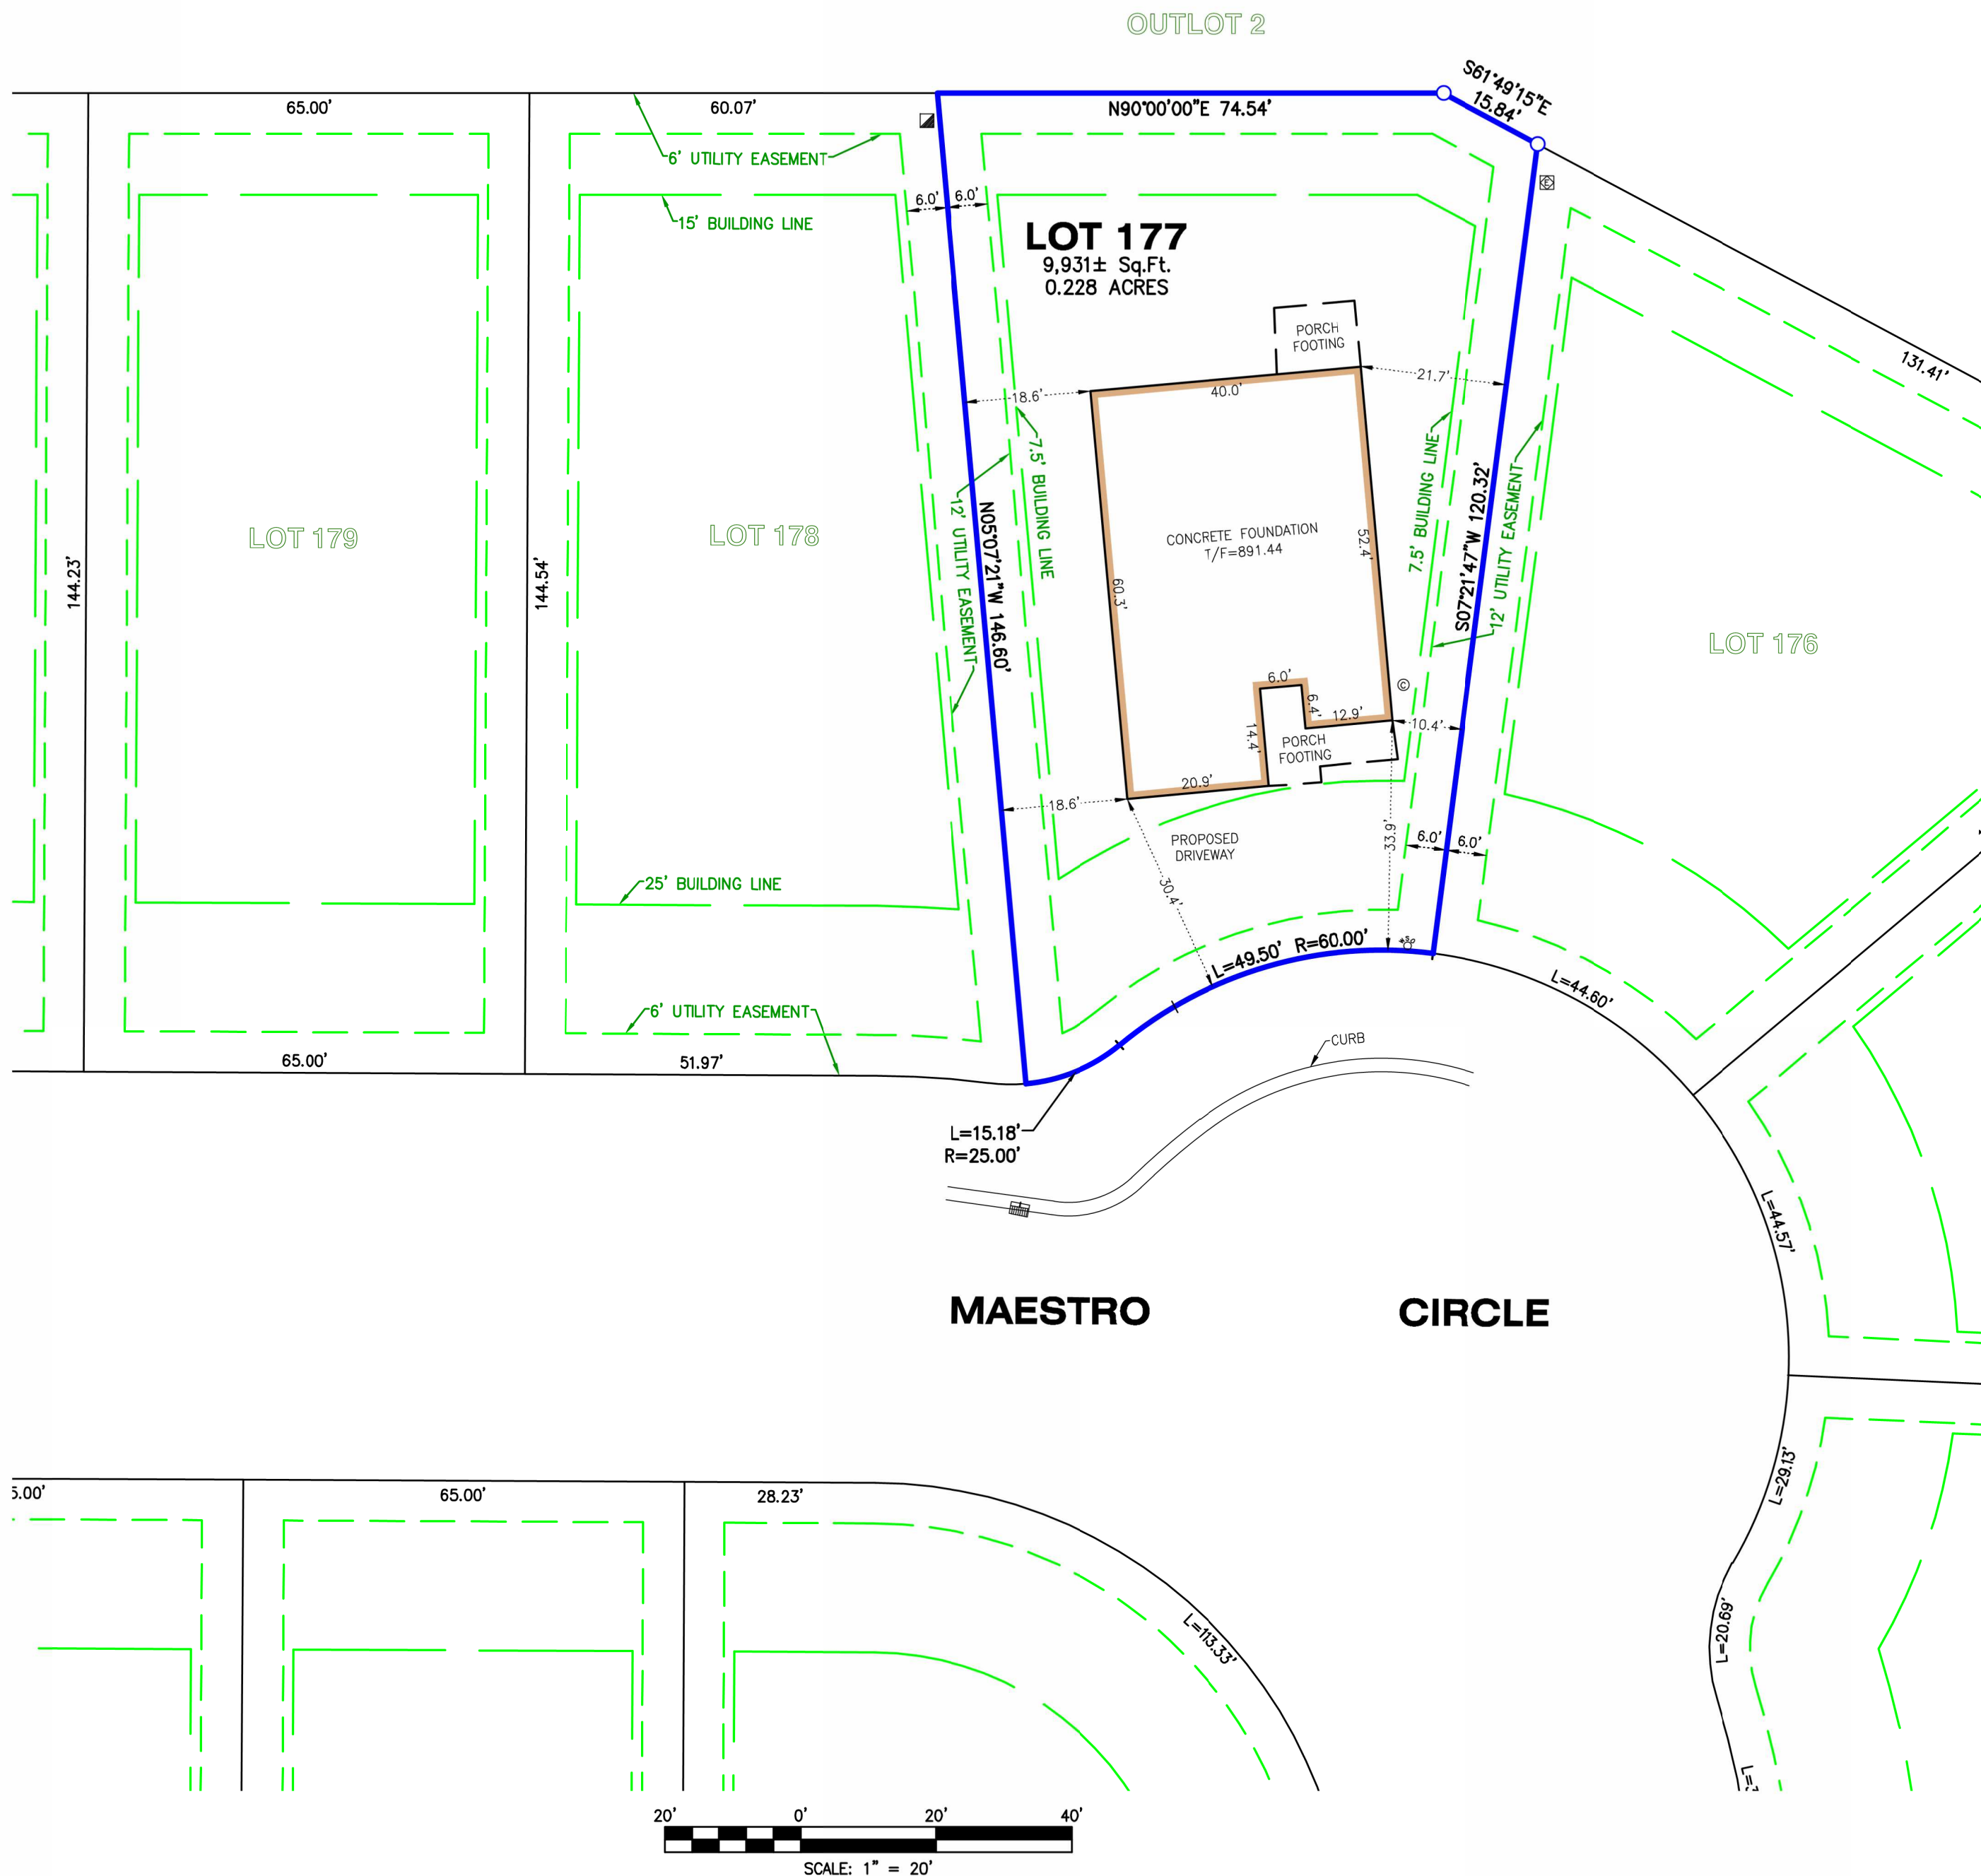 OUTLOT 2
S61°49'15"E
15.84'
65.00'
60.07'
N90°00'00"E 74.54'
6' UTILITY EASEMENT
6.0'
6.0'
15' BUILDING LINE
LOT 177
9,931± Sq.Ft.
0.228 ACRES
PORCH
FOOTING
131.41'
21.7'
18.6'
40.0'
7.5' BUILDING LINE
7.5' BUILDING LINE
12' UTILITY EASEMENT
S07°21'47"W 120.32'
12' UTILITY EASEMENT
N05°07'21"W 146.60'
CONCRETE FOUNDATION
T/F=891.44
52.4'
60.3'
LOT 179
LOT 178
144.23'
144.54'
LOT 176
6.0'
6.4'
12.9'
14.4'
PORCH
FOOTING
10.4'
20.9'
18.6'
33.9'
6.0'
6.0'
PROPOSED
DRIVEWAY
30.4'
25' BUILDING LINE
L=49.50' R=60.00'
L=44.60'
6' UTILITY EASEMENT
CURB
65.00'
51.97'
L=15.18'
R=25.00'
L=44.57'
MAESTRO CIRCLE
L=29.13'
5.00'
65.00'
28.23'
L=113.33'
L=20.69'
20' 0' 20' 40'
SCALE: 1" = 20'